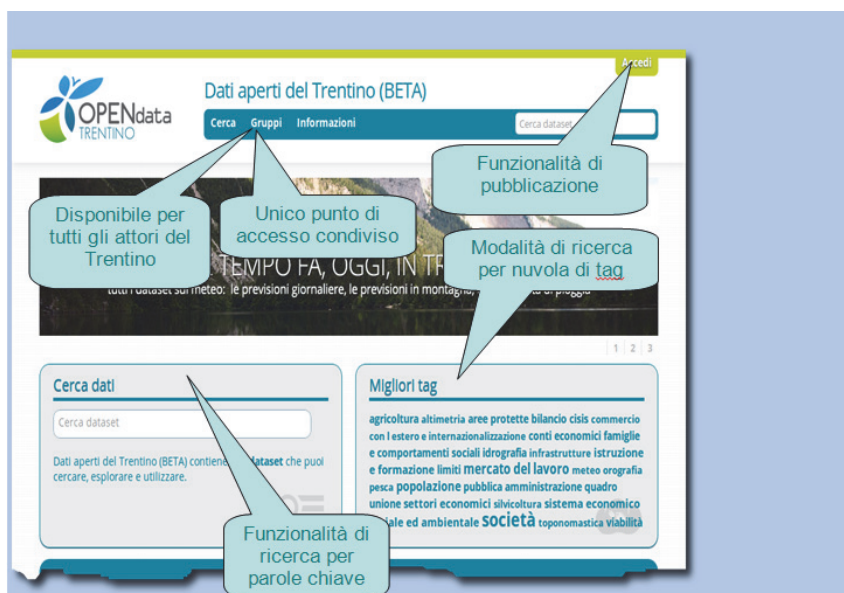 Accedi
OPENdata
TRENTINO
Dati aperti del Trentino (BETA)
Cerca Gruppi Informazioni
Cerca dataset
Funzionalità di
pubblicazione
Disponibile per
tutti gli attori del
Trentino
Unico punto di
accesso condiviso
Modalità di ricerca
per nuvola di tag
TEMPO FA, OGGI, IN
tutti i dataset sul meteo: le previsioni giornaliere, le previsioni in montagna, di pioggia
1 2 3
Cerca dati
Cerca dataset
Dati aperti del Trentino (BETA) contiene dataset che puoi
cercare, esplorare e utilizzare.
Funzionalità di
ricerca per
parole chiave
Migliori tag
agricoltura altimetria aree protette bilancio cisis commercio
con l estero e internazionalizzazione conti economici famiglie
e comportamenti sociali idrografia infrastrutture istruzione
e formazione limiti mercato del lavoro meteo orografia
pesca popolazione pubblica amministrazione quadro
unione settori economici silvicoltura sistema economico
ed ambientale società toponomastica viabilità